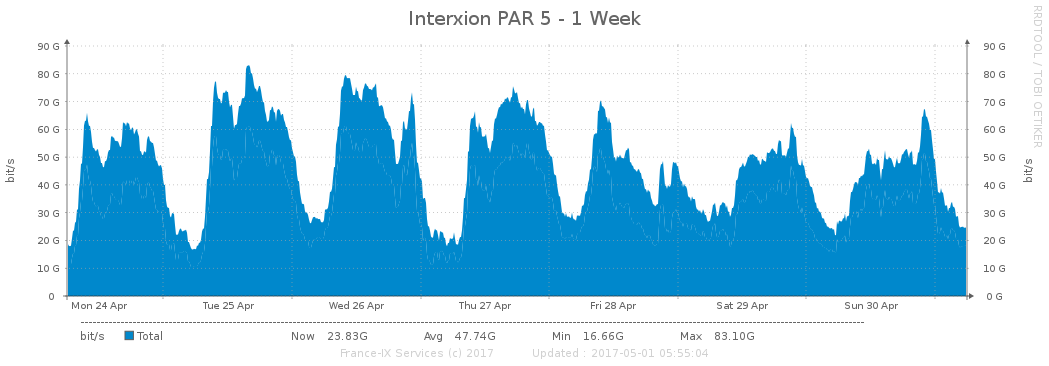 Interxion PAR 5 - 1 Week
RRDTOOL / TOBI OETIKER
bit/s
90 G
80 G
70 G
60 G
50 G
40 G
30 G
20 G
10 G
0
90 G
80 G
70 G
60 G
50 G
40 G
30 G
20 G
10 G
0 G
bit/s
Mon 24 Apr Tue 25 Apr Wed 26 Apr Thu 27 Apr Fri 28 Apr Sat 29 Apr Sun 30 Apr
bit/s Total Now 23.83G Avg 47.74G Min 16.66G Max 83.10G
France-IX Services (c) 2017 Updated : 2017-05-01 05:55:04